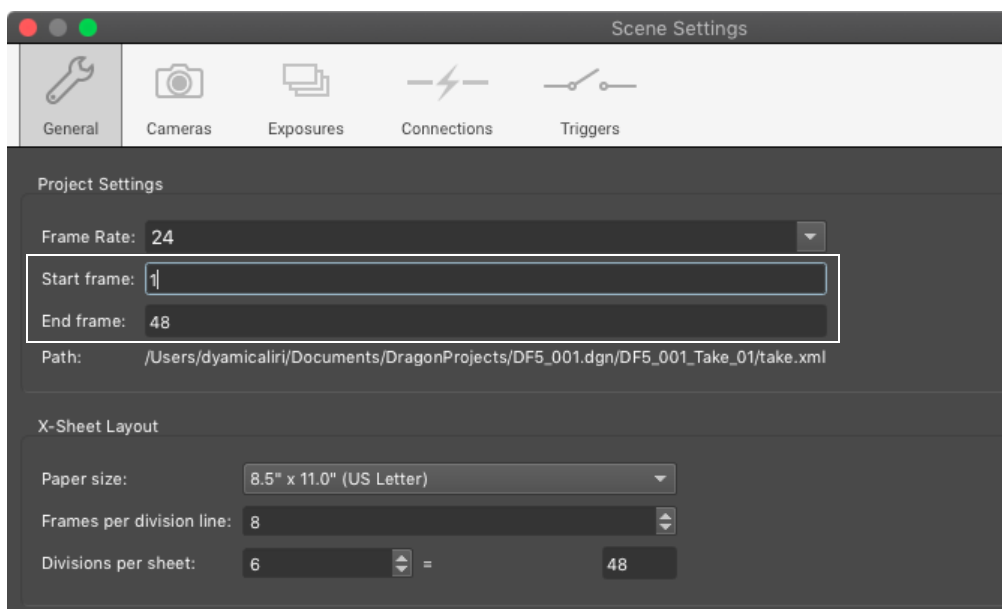 Scene Settings
General Cameras Exposures Connections Triggers
Project Settings
Frame Rate: 24
Start frame: 1
End frame: 48
Path: /Users/dyamicaliri/Documents/DragonProjects/DF5_001.dgn/DF5_001_Take_01/take.xml
X-Sheet Layout
Paper size: 8.5" x 11.0" (US Letter)
Frames per division line: 8
Divisions per sheet: 6 = 48